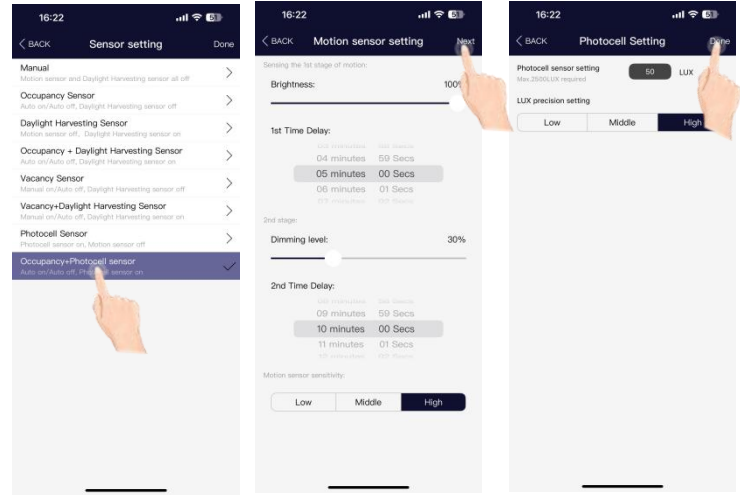 16:22
51
BACK
Sensor setting
Done
Manual
Motion sensor and Daylight Harvesting sensor all off
Occupancy Sensor
Auto on/Auto off, Daylight Harvesting sensor off
Daylight Harvesting Sensor
Motion sensor off, Daylight Harvesting sensor on
Occupancy + Daylight Harvesting Sensor
Auto on/Auto off, Daylight Harvesting sensor on
Vacancy Sensor
Manual on/Auto off, Daylight Harvesting sensor off
Vacancy+Daylight Harvesting Sensor
Manual on/Auto off, Daylight Harvesting sensor on
Photocell Sensor
Photocell sensor on, Motion sensor off
Occupancy+Photocell sensor
Auto on/Auto off, Photocell sensor on
16:22
51
BACK
Motion sensor setting
Next
Sensing the 1st stage of motion:
Brightness:
100%
1st Time Delay:
04 minutes 59 Secs
05 minutes 00 Secs
06 minutes 01 Secs
2nd stage:
Dimming level:
30%
2nd Time Delay:
09 minutes 59 Secs
10 minutes 00 Secs
11 minutes 01 Secs
Motion sensor sensitivity:
Low Middle High
16:22
51
BACK
Photocell Setting
Done
Photocell sensor setting
50
LUX
Max.2500LUX required
LUX precision setting
Low Middle High